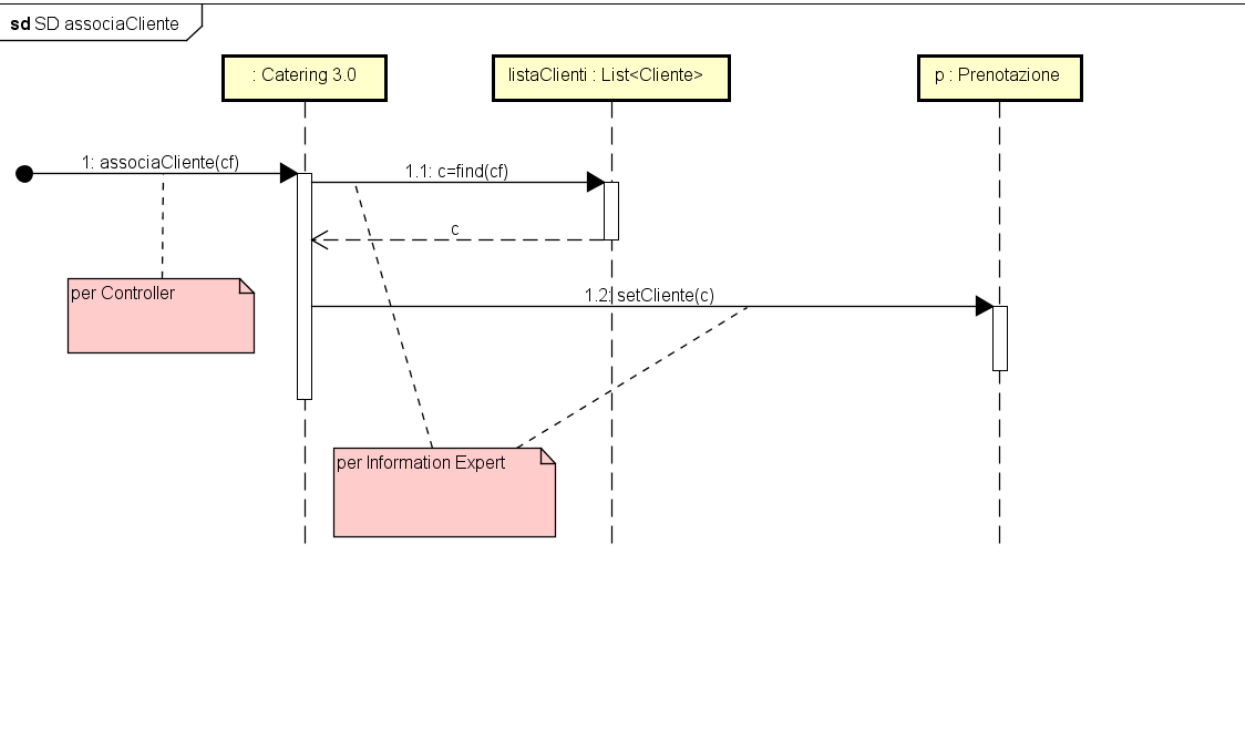 sd SD associaCliente
: Catering 3.0
listaClienti : List<Cliente>
p : Prenotazione
1: associaCliente(cf)
1.1: c=find(cf)
c
per Controller
1.2: setCliente(c)
per Information Expert